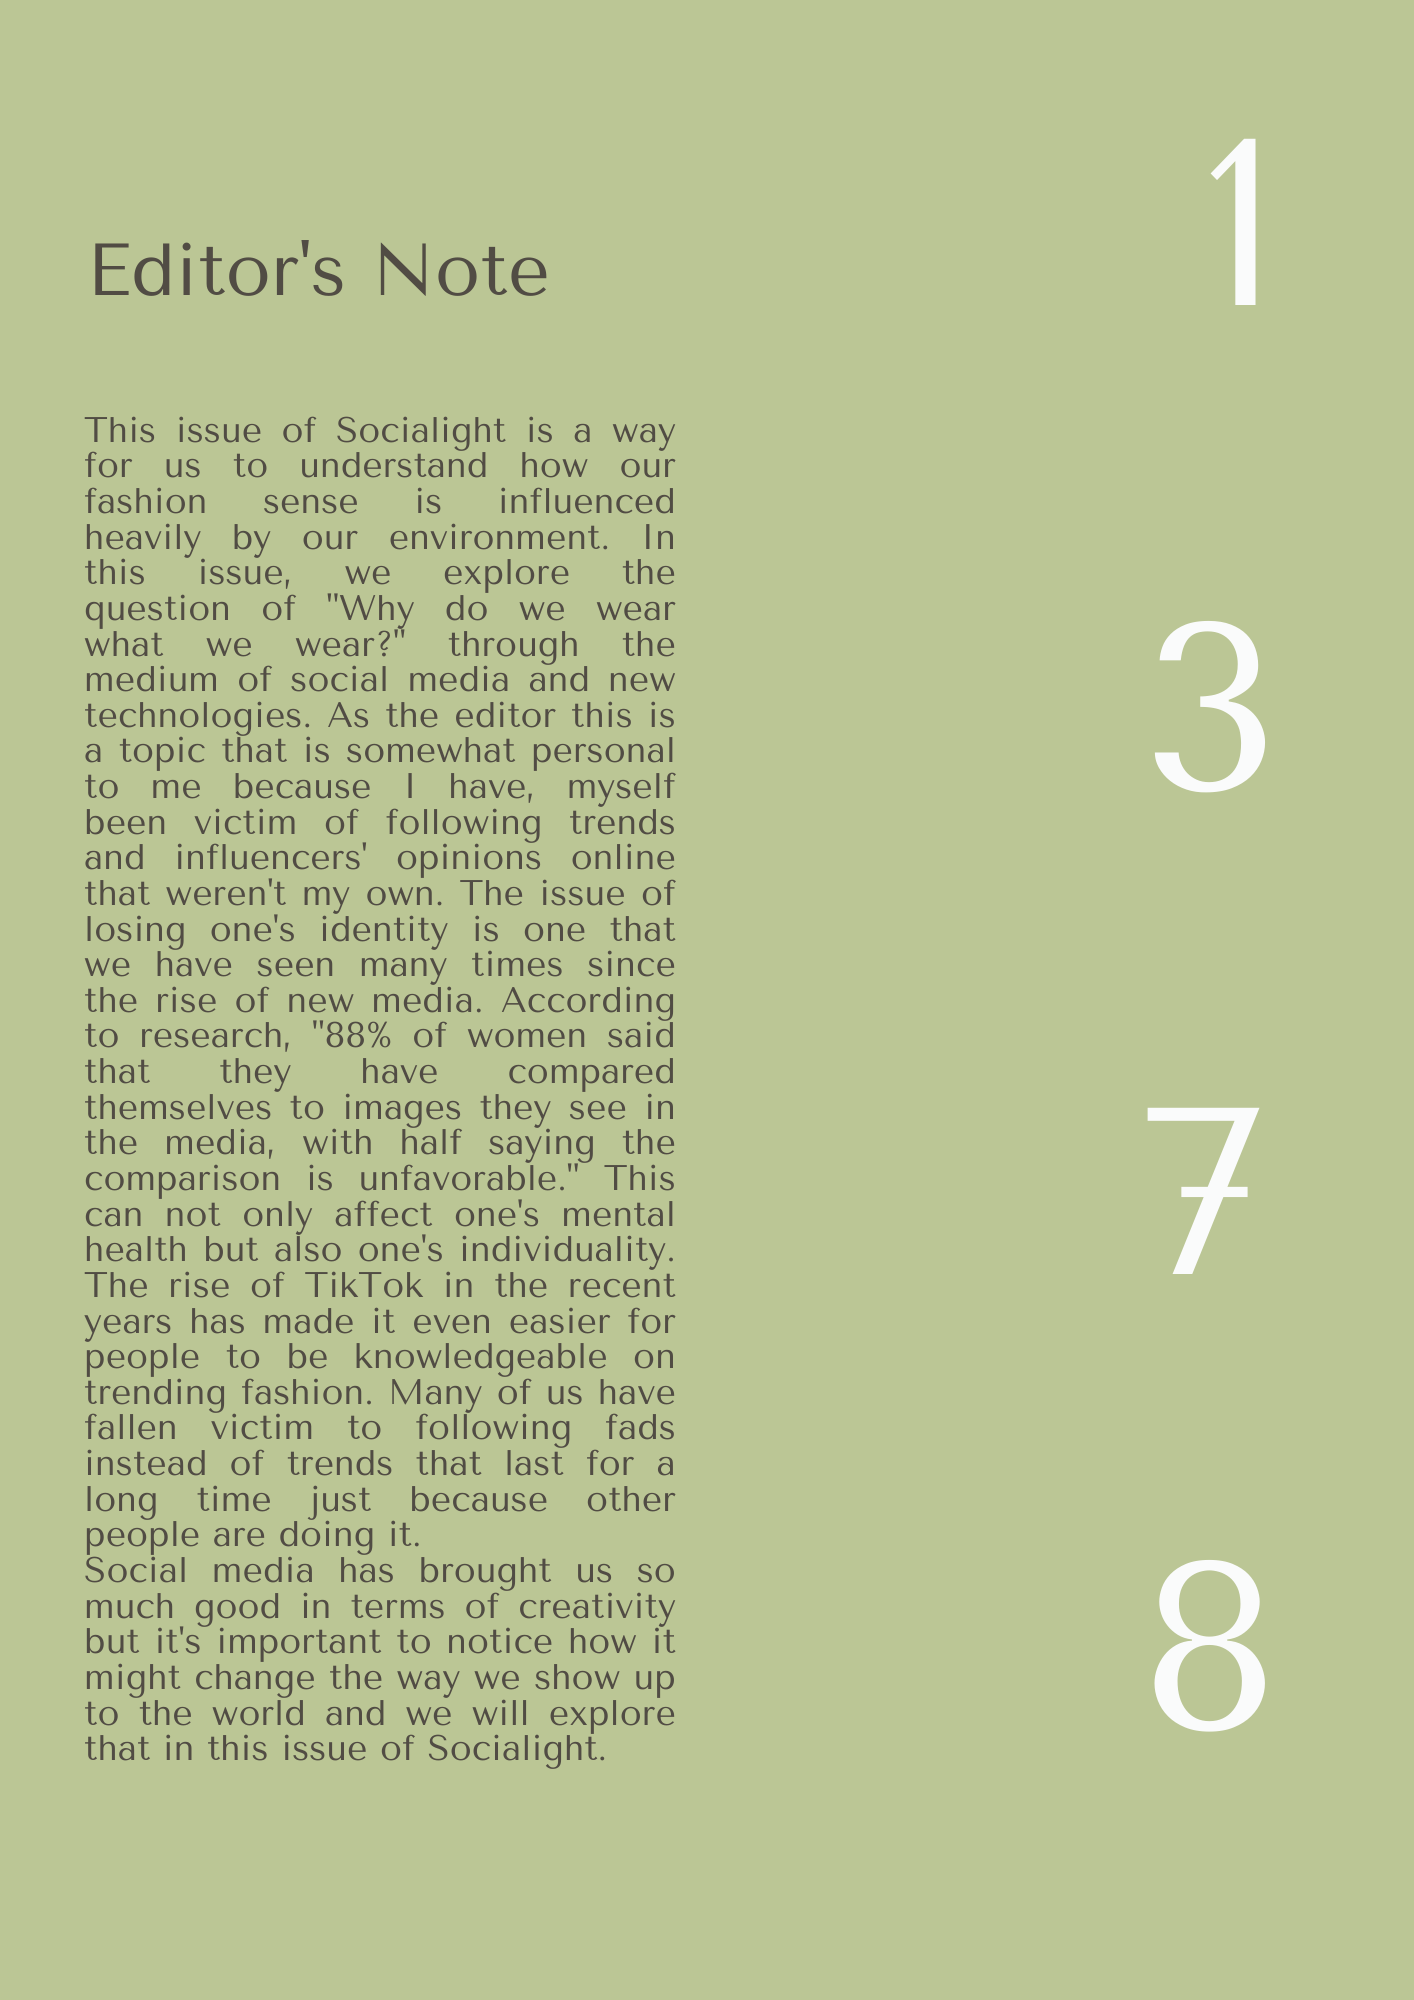 Editor's Note
This issue of Socialight is a way
for us to understand how our
fashion sense is influenced
heavily by our environment. In
this issue, we explore the
question of "Why do we wear
what we wear?" through the
medium of social media and new
technologies. As the editor this is
a topic that is somewhat personal
to me because I have, myself
been victim of following trends
and influencers' opinions online
that weren't my own. The issue of
losing one's identity is one that
we have seen many times since
the rise of new media. According
to research, "88% of women said
that they have compared
themselves to images they see in
the media, with half saying the
comparison is unfavorable." This
can not only affect one's mental
health but also one's individuality.
The rise of TikTok in the recent
years has made it even easier for
people to be knowledgeable on
trending fashion. Many of us have
fallen victim to following fads
instead of trends that last for a
long time just because other
people are doing it.
Social media has brought us so
much good in terms of creativity
but it's important to notice how it
might change the way we show up
to the world and we will explore
that in this issue of Socialight.
1
3
7
8